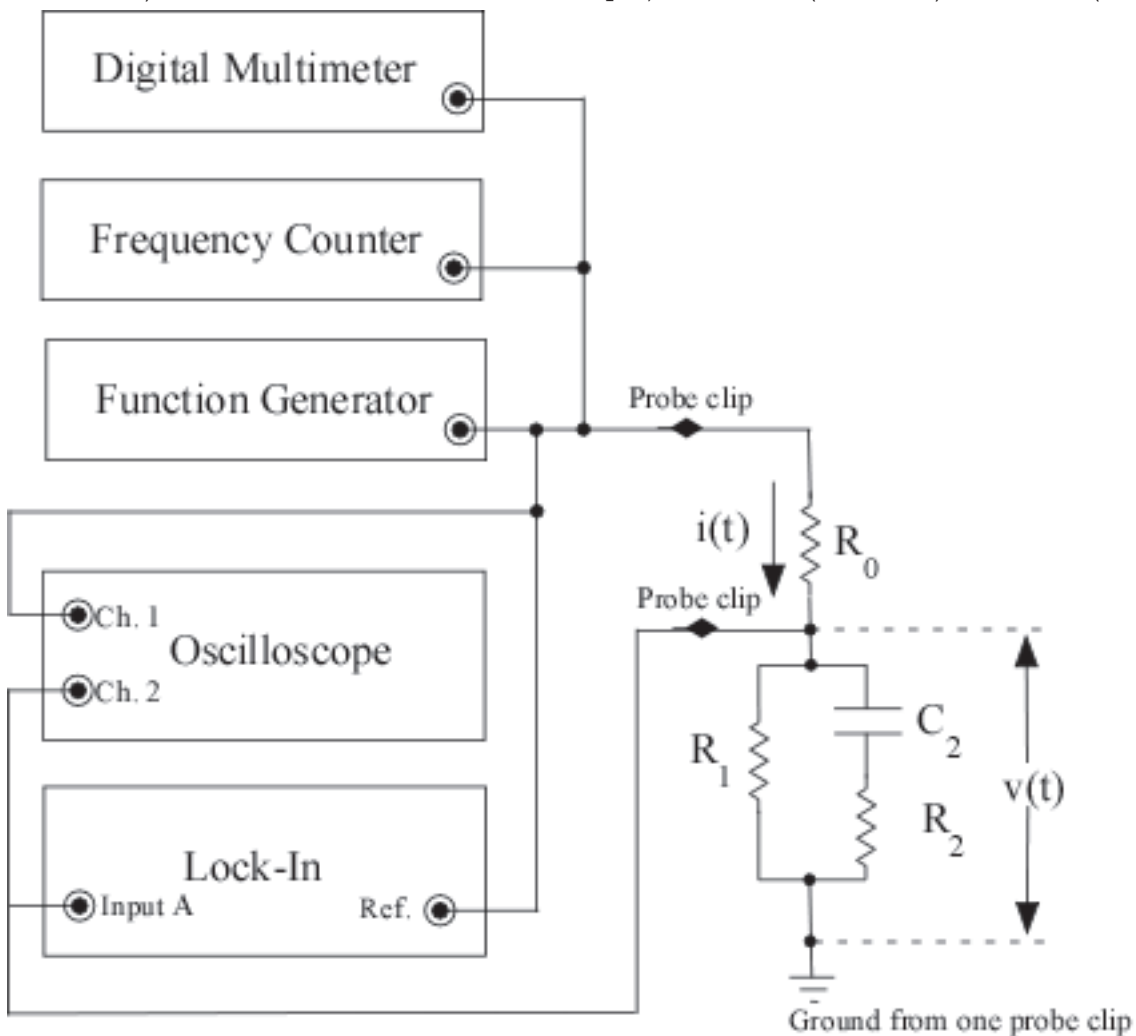 Digital Multimeter
Frequency Counter
Function Generator
Probe clip
i(t)
R0
Probe clip
Ch. 1
Oscilloscope
Ch. 2
R1
C2
R2
v(t)
Lock-In
Input A
Ref.
Ground from one probe clip